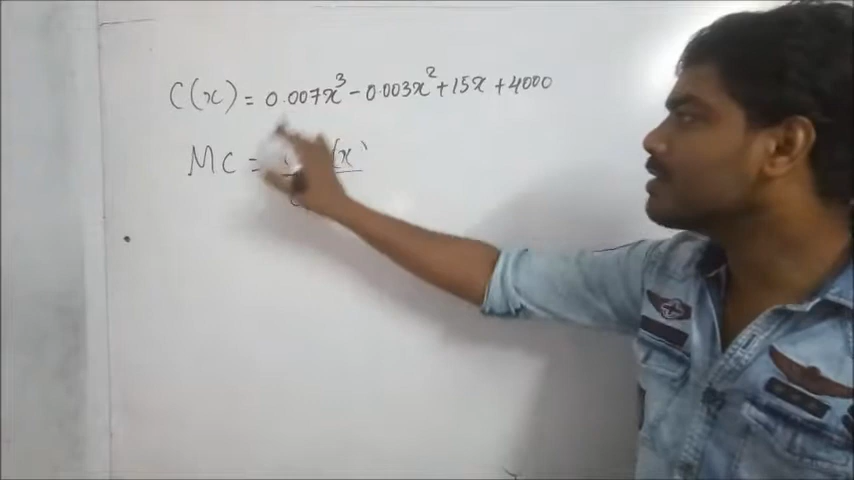 C(x) = 0.007x³ - 0.003x² + 15x + 4000
MC = (x)